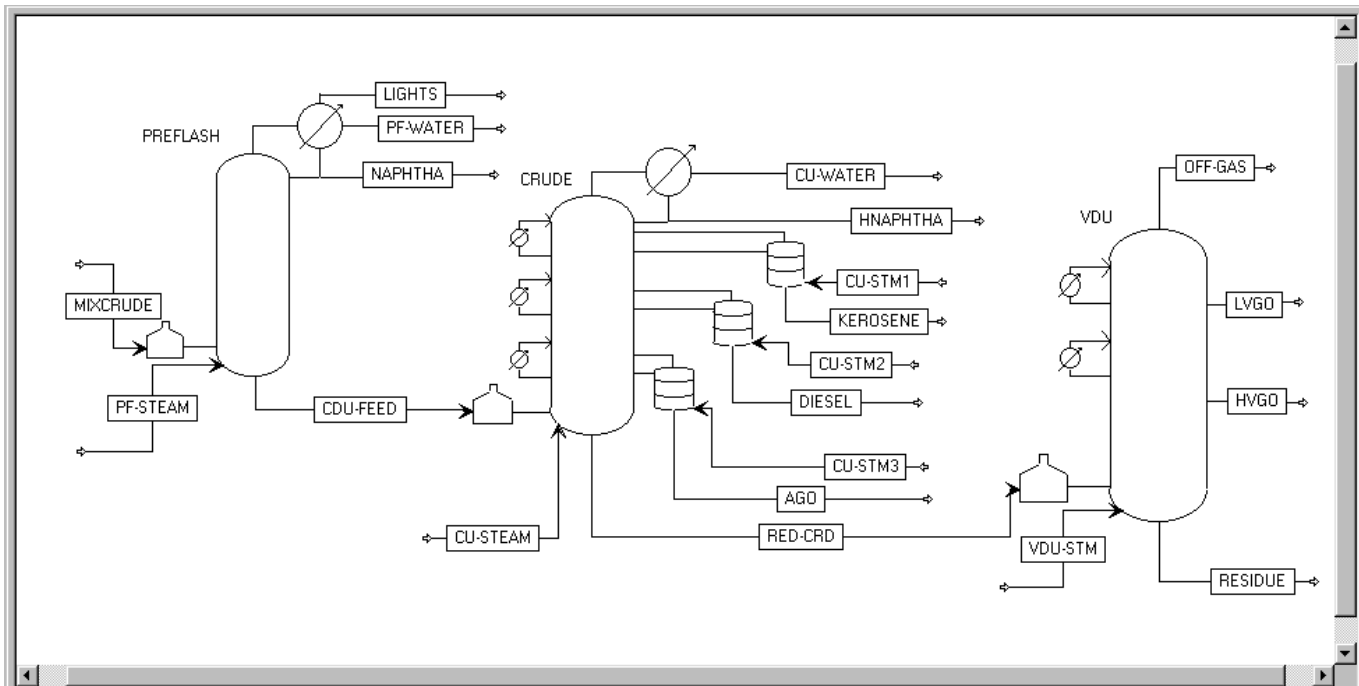 LIGHTS
PREFLASH
PF-WATER
NAPHTHA
MIXCRUDE
PF-STEAM
CDU-FEED
CRUDE
CU-WATER
HNAPHTHA
CU-STM1
KEROSENE
CU-STM2
DIESEL
CU-STM3
AGO
CU-STEAM
RED-CRD
VDU
OFF-GAS
LVGO
HVGO
VDU-STM
RESIDUE